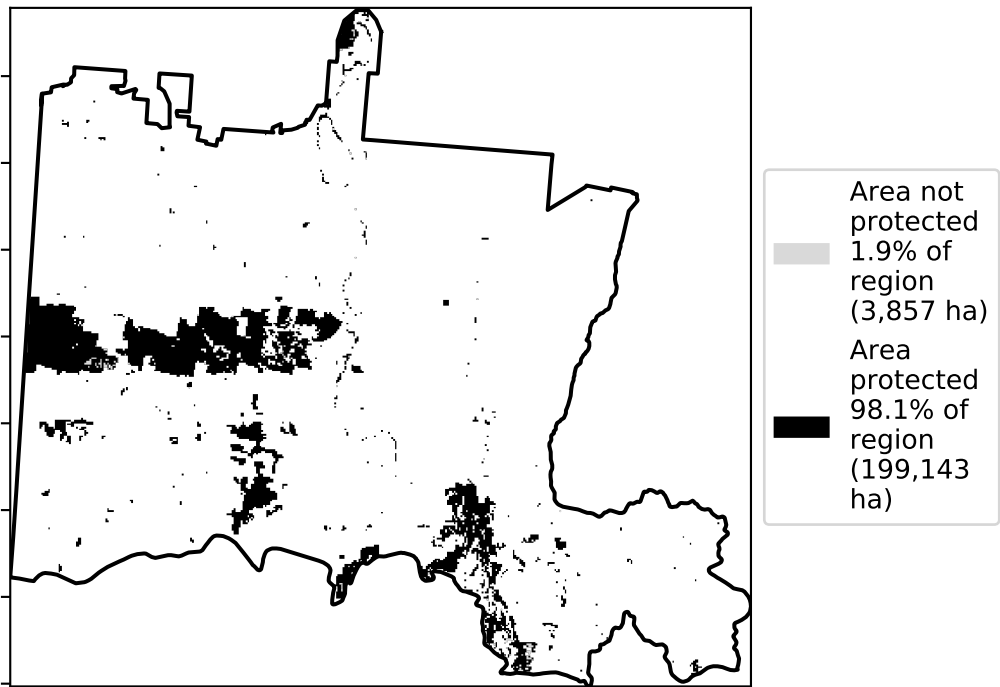 Area not
protected
1.9% of
region
(3,857 ha)
Area
protected
98.1% of
region
(199,143
ha)